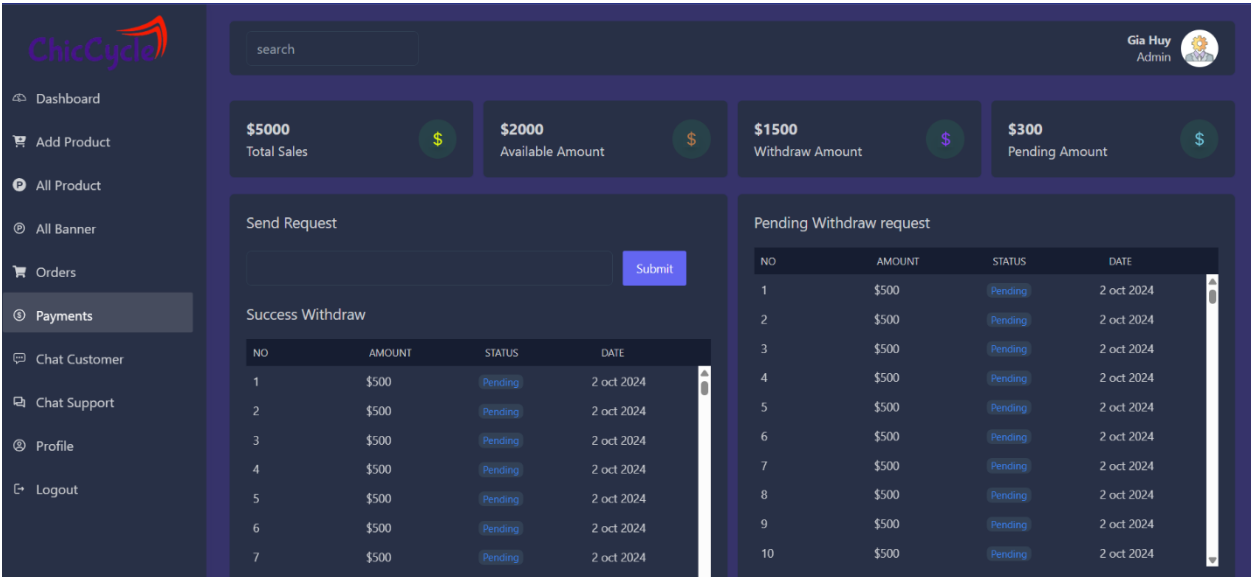 ChicCycle
Dashboard
Add Product
All Product
All Banner
Orders
Payments
Chat Customer
Chat Support
Profile
Logout
search
Gia Huy
Admin
$5000
Total Sales
$
$2000
Available Amount
$
$1500
Withdraw Amount
$
$300
Pending Amount
$
Send Request
Submit
Success Withdraw
NO AMOUNT STATUS DATE
1 $500 Pending 2 oct 2024
2 $500 Pending 2 oct 2024
3 $500 Pending 2 oct 2024
4 $500 Pending 2 oct 2024
5 $500 Pending 2 oct 2024
6 $500 Pending 2 oct 2024
7 $500 Pending 2 oct 2024
Pending Withdraw request
NO AMOUNT STATUS DATE
1 $500 Pending 2 oct 2024
2 $500 Pending 2 oct 2024
3 $500 Pending 2 oct 2024
4 $500 Pending 2 oct 2024
5 $500 Pending 2 oct 2024
6 $500 Pending 2 oct 2024
7 $500 Pending 2 oct 2024
8 $500 Pending 2 oct 2024
9 $500 Pending 2 oct 2024
10 $500 Pending 2 oct 2024